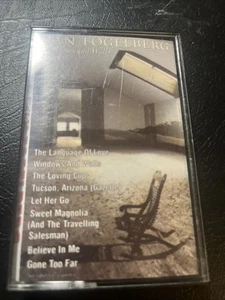 N FOGELBERG
The Language Of Love
Windows And Walls
The Loving Cup
Tucson, Arizona (Gazette)
Let Her Go
Sweet Magnolia
(And The Travelling
Salesman)
Believe In Me
Gone Too Far